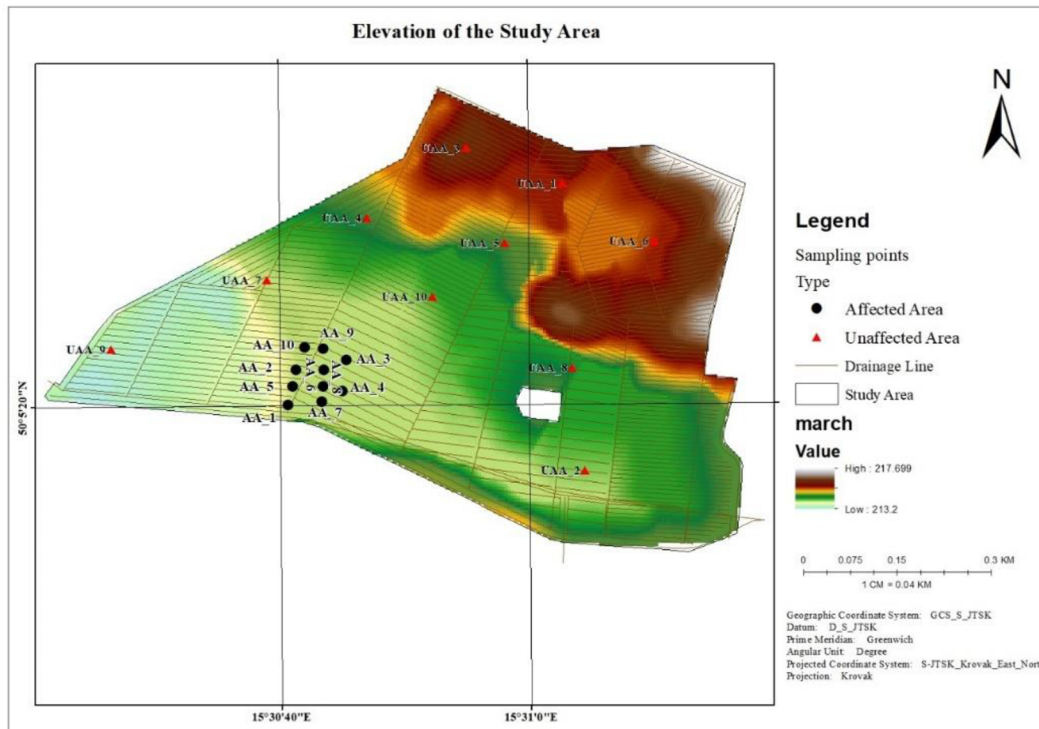 Elevation of the Study Area
N
UAA_3
UAA_1
UAA_4
UAA_5
UAA_6
UAA_7
UAA_10
UAA_9
AA_9
AA_10
AA_3
AA_2
AA_6
AA_8
UAA_8
AA_5
AA_4
AA_1
AA_7
UAA_2
50°5'20"N
15°30'40"E
15°31'0"E
Legend
Sampling points
Type
Affected Area
Unaffected Area
Drainage Line
Study Area
march
Value
High : 217.699
Low : 213.2
0 0.075 0.15 0.3 KM
1 CM = 0.04 KM
Geographic Coordinate System: GCS_S_JTSK
Datum: D_S_JTSK
Prime Meridian: Greenwich
Angular Unit: Degree
Projected Coordinate System: S-JTSK_Krovak_East_Nort
Projection: Krovak